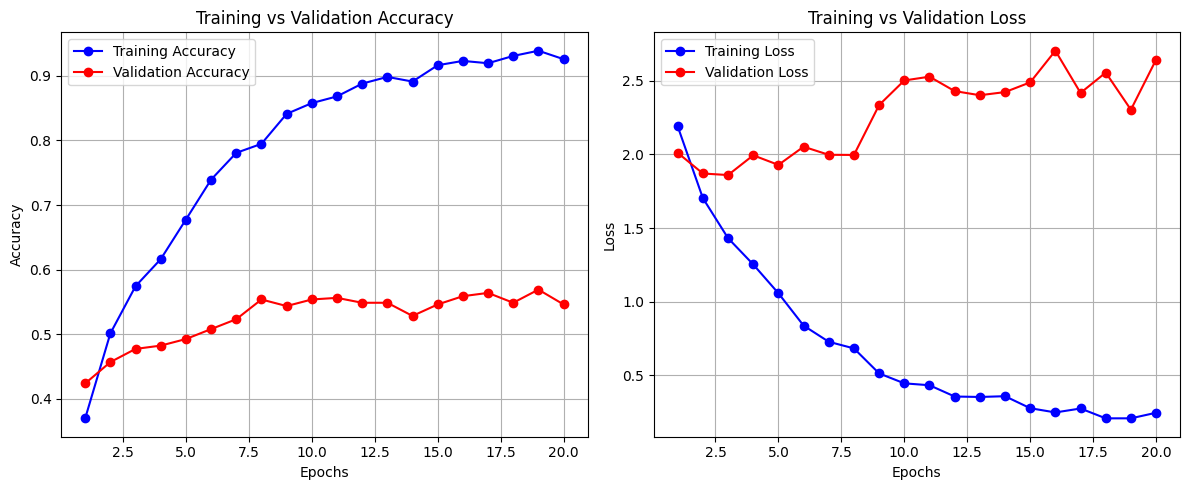 Training vs Validation Accuracy
Training Accuracy
Validation Accuracy
Accuracy
0.9
0.8
0.7
0.6
0.5
0.4
2.5 5.0 7.5 10.0 12.5 15.0 17.5 20.0
Epochs
Training vs Validation Loss
Training Loss
Validation Loss
Loss
2.5
2.0
1.5
1.0
0.5
2.5 5.0 7.5 10.0 12.5 15.0 17.5 20.0
Epochs